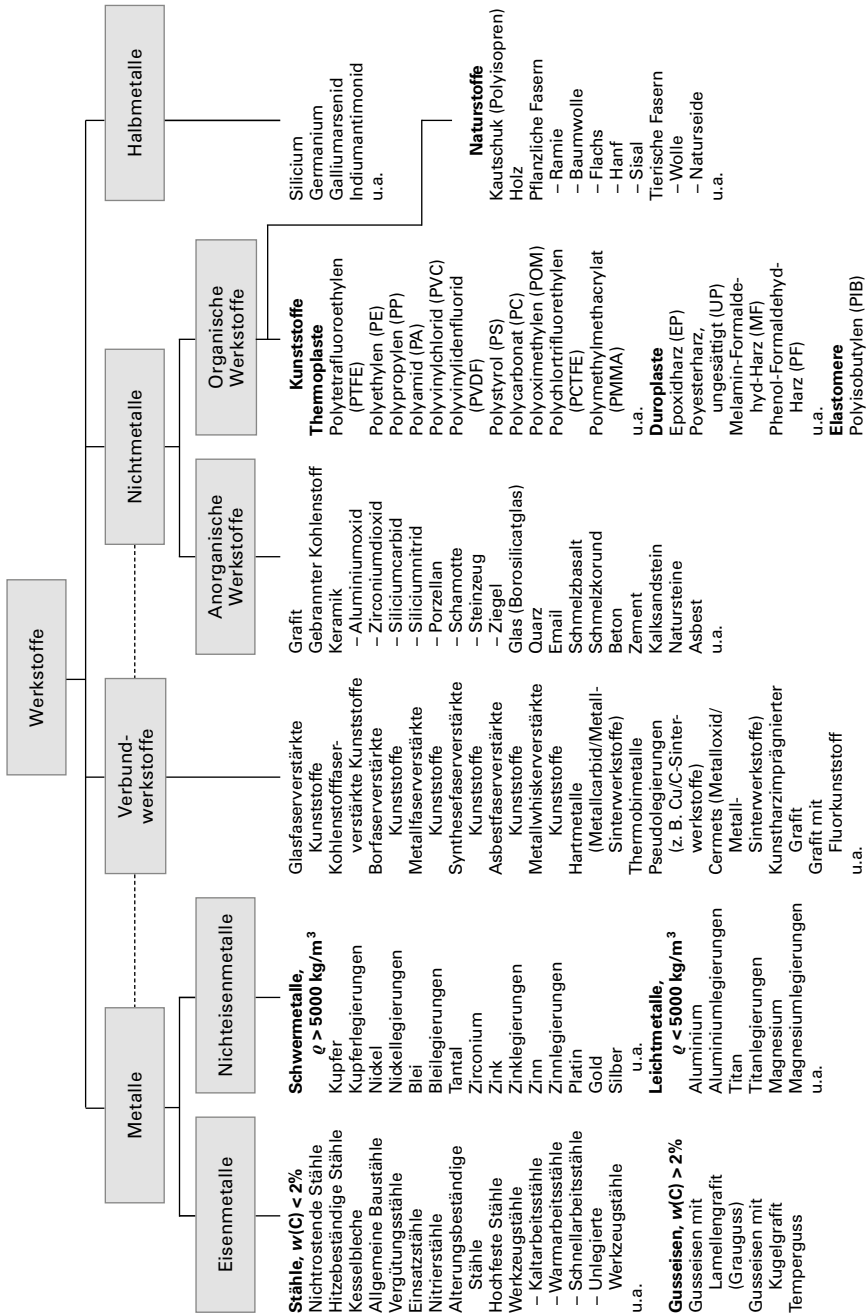 Werkstoffe
Metalle
Verbund-
werkstoffe
Nichtmetalle
Halbmetalle
Eisenmetalle
Nichteisenmetalle
Anorganische
Werkstoffe
Organische
Werkstoffe
Stähle, w(C) < 2%
Nichtrostende Stähle
Hitzebeständige Stähle
Kesselbleche
Allgemeine Baustähle
Vergütungsstähle
Einsatzstähle
Nitrierstähle
Alterungsbeständige
Stähle
Hochfeste Stähle
Werkzeugstähle
– Kaltarbeitsstähle
– Warmarbeitsstähle
– Schnellarbeitsstähle
– Unlegierte
Werkzeugstähle
u.a.
Gusseisen, w(C) > 2%
Gusseisen mit
Lamellengrafit
(Grauguss)
Gusseisen mit
Kugelgrafit
Temperguss
Schwermetalle,
ϱ > 5000 kg/m³
Kupfer
Kupferlegierungen
Nickel
Nickellegierungen
Blei
Bleilegierungen
Tantal
Zirconium
Zink
Zinklegierungen
Zinn
Zinnlegierungen
Platin
Gold
Silber
u.a.
Leichtmetalle,
ϱ < 5000 kg/m³
Aluminium
Aluminiumlegierungen
Titan
Titanlegierungen
Magnesium
Magnesiumlegierungen
u.a.
Glasfaserverstärkte
Kunststoffe
Kohlenstofffaser-
verstärkte Kunststoffe
Borfaserverstärkte
Kunststoffe
Metallfaserverstärkte
Kunststoffe
Synthesefaserverstärkte
Kunststoffe
Asbestfaserverstärkte
Kunststoffe
Metallwhiskerverstärkte
Kunststoffe
Hartmetalle
(Metallcarbid/Metall-
Sinterwerkstoffe)
Thermobimetalle
Pseudolegierungen
(z. B. Cu/C-Sinter-
werkstoffe)
Cermets (Metalloxid/
Metall-
Sinterwerkstoffe)
Kunstharzimprägnierter
Grafit
Grafit mit
Fluorkunststoff
u.a.
Grafit
Gebrannter Kohlenstoff
Keramik
– Aluminiumoxid
– Zirconiumdioxid
– Siliciumcarbid
– Siliciumnitrid
– Porzellan
– Schamotte
– Steinzeug
– Ziegel
Glas (Borosilicatglas)
Quarz
Email
Schmelzbasalt
Schmelzkorund
Beton
Zement
Kalksandstein
Natursteine
Asbest
u.a.
Kunststoffe
Thermoplaste
Polytetrafluoroethylen
(PTFE)
Polyethylen (PE)
Polypropylen (PP)
Polyamid (PA)
Polyvinylchlorid (PVC)
Polyvinylidenfluorid
(PVDF)
Polystyrol (PS)
Polycarbonat (PC)
Polyoximethylen (POM)
Polychlortrifluorethylen
(PCTFE)
Polymethylmethacrylat
(PMMA)
u.a.
Duroplaste
Epoxidharz (EP)
Poyesterharz,
ungesättigt (UP)
Melamin-Formalde-
hyd-Harz (MF)
Phenol-Formaldehyd-
Harz (PF)
u.a.
Elastomere
Polyisobutylen (PIB)
Silicium
Germanium
Galliumarsenid
Indiumantimonid
u.a.
Naturstoffe
Kautschuk (Polyisopren)
Holz
Pflanzliche Fasern
– Ramie
– Baumwolle
– Flachs
– Hanf
– Sisal
Tierische Fasern
– Wolle
– Naturseide
u.a.